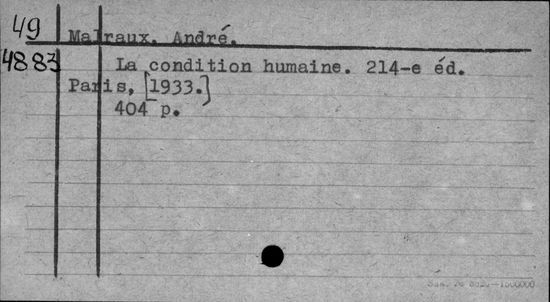 49
Malraux. André.
4883
La condition humaine. 214-e éd.
Paris, [1933.]
404 p.